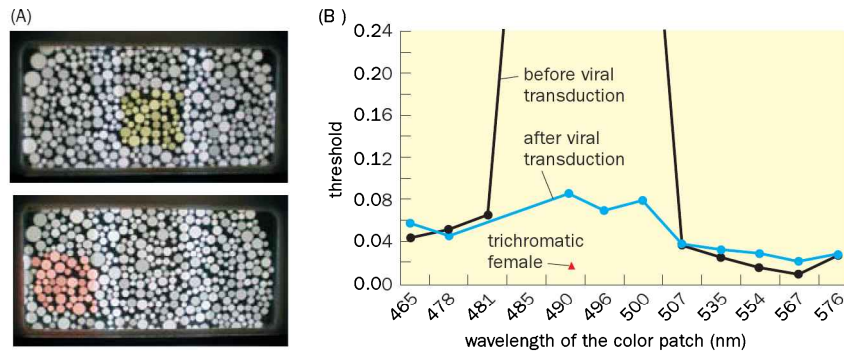 (A)
(B )
0.24
0.20
0.16
0.12
0.08
0.04
0.00
threshold
before viral
transduction
after viral
transduction
trichromatic
female
465
478
481
485
490
496
500
507
535
554
567
576
wavelength of the color patch (nm)